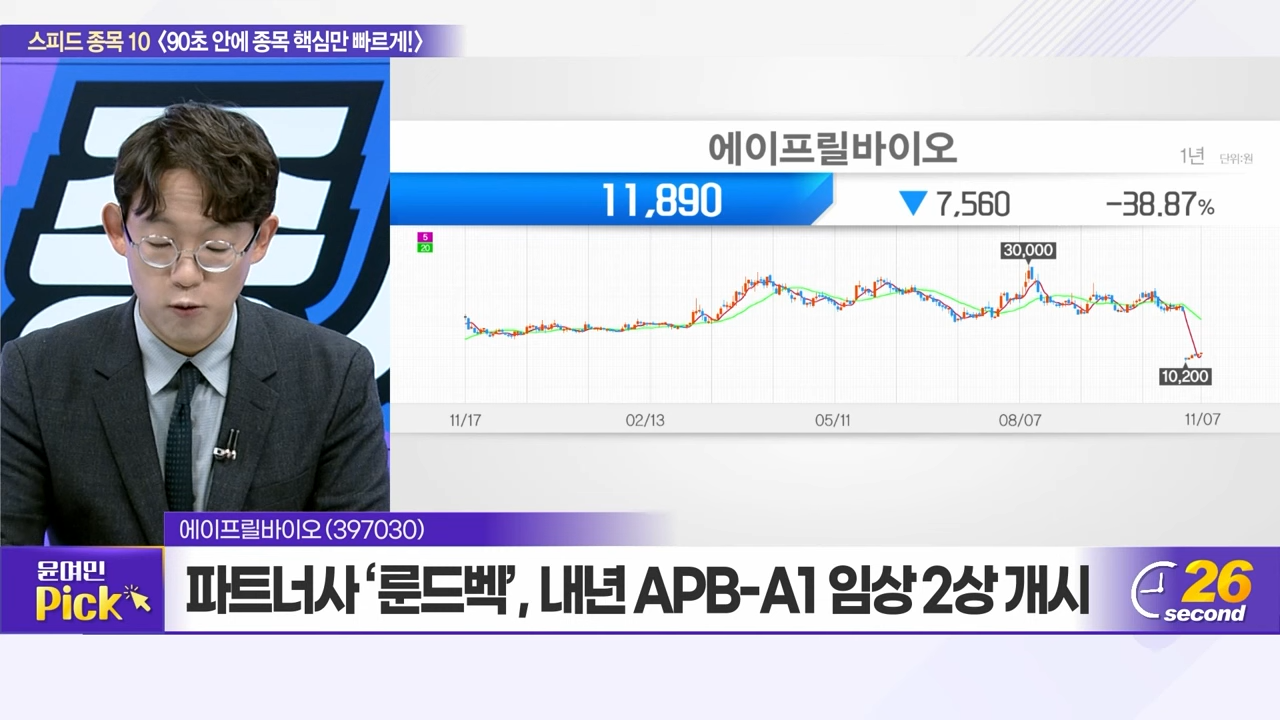 스피드 종목 10 〈90초 안에 종목 핵심만 빠르게!〉
에이프릴바이오
1년 단위:원
11,890 ▼ 7,560 -38.87%
5
20
30,000
10,200
11/17 02/13 05/11 08/07 11/07
에이프릴바이오 (397030)
윤여민
Pick
파트너사 ‘룬드벡’, 내년 APB-A1 임상 2상 개시
26
second